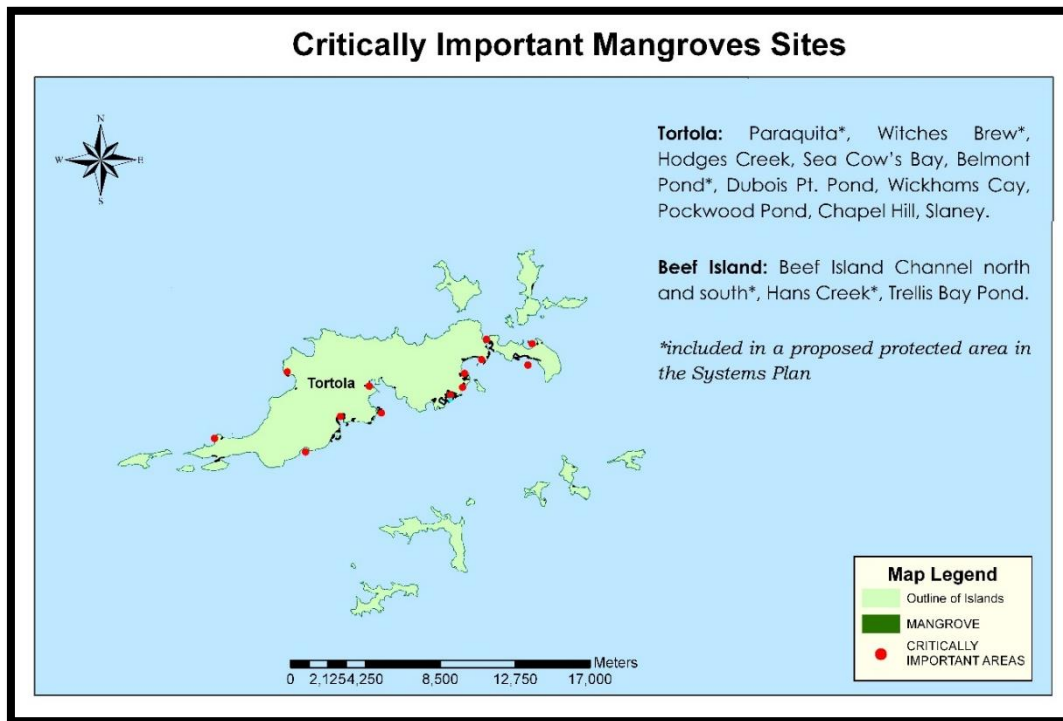 Critically Important Mangroves Sites
N
W
E
S
Tortola: Paraquita*, Witches Brew*,
Hodges Creek, Sea Cow's Bay, Belmont
Pond*, Dubois Pt. Pond, Wickhams Cay,
Pockwood Pond, Chapel Hill, Slaney.
Beef Island: Beef Island Channel north
and south*, Hans Creek*, Trellis Bay Pond.
*included in a proposed protected area in
the Systems Plan
Tortola
Map Legend
Outline of Islands
MANGROVE
CRITICALLY
IMPORTANT AREAS
Meters
0 2,1254,250 8,500 12,750 17,000